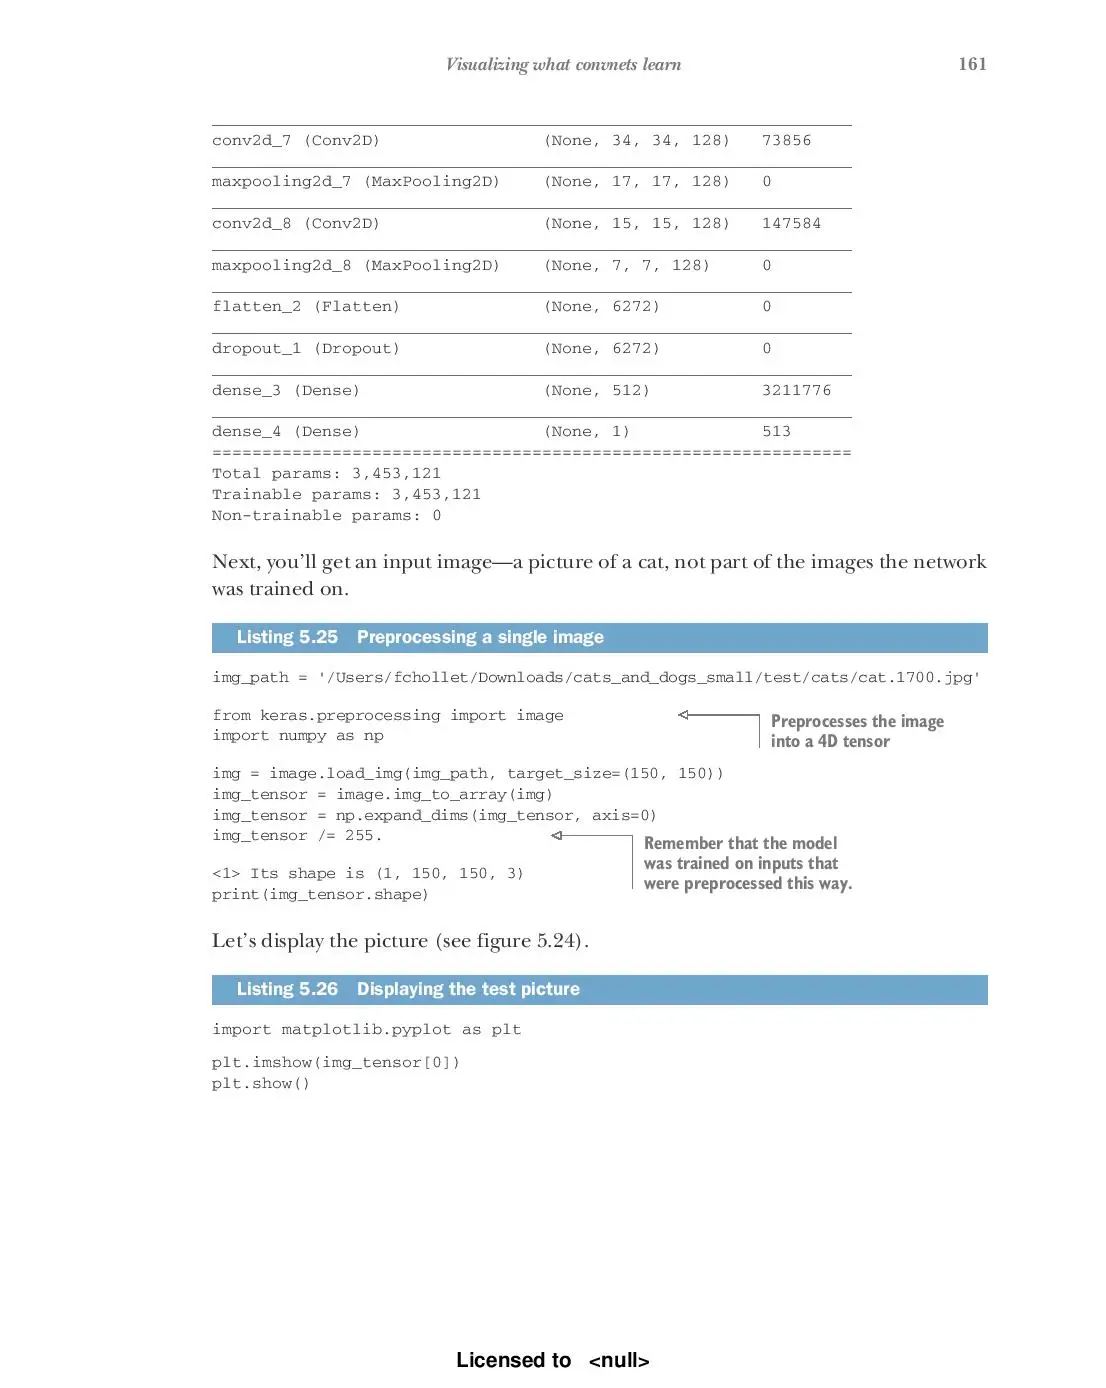 Visualizing what convnets learn 161
conv2d_7 (Conv2D) (None, 34, 34, 128) 73856
maxpooling2d_7 (MaxPooling2D) (None, 17, 17, 128) 0
conv2d_8 (Conv2D) (None, 15, 15, 128) 147584
maxpooling2d_8 (MaxPooling2D) (None, 7, 7, 128) 0
flatten_2 (Flatten) (None, 6272) 0
dropout_1 (Dropout) (None, 6272) 0
dense_3 (Dense) (None, 512) 3211776
dense_4 (Dense) (None, 1) 513
================================================================
Total params: 3,453,121
Trainable params: 3,453,121
Non-trainable params: 0
Next, you’ll get an input image—a picture of a cat, not part of the images the network
was trained on.
Listing 5.25 Preprocessing a single image
img_path = '/Users/fchollet/Downloads/cats_and_dogs_small/test/cats/cat.1700.jpg'
from keras.preprocessing import image
import numpy as np
Preprocesses the image
into a 4D tensor
img = image.load_img(img_path, target_size=(150, 150))
img_tensor = image.img_to_array(img)
img_tensor = np.expand_dims(img_tensor, axis=0)
img_tensor /= 255.
Remember that the model
was trained on inputs that
were preprocessed this way.
<1> Its shape is (1, 150, 150, 3)
print(img_tensor.shape)
Let’s display the picture (see figure 5.24).
Listing 5.26 Displaying the test picture
import matplotlib.pyplot as plt
plt.imshow(img_tensor[0])
plt.show()
Licensed to <null>